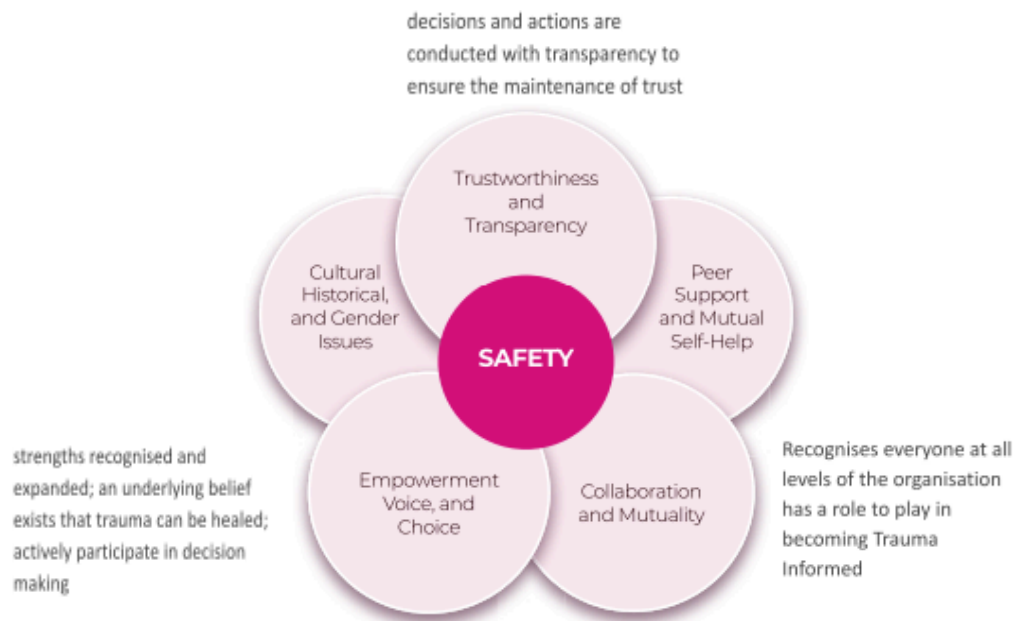 decisions and actions are
conducted with transparency to
ensure the maintenance of trust
Trustworthiness
and
Transparency
Cultural
Historical,
and Gender
Issues
Peer
Support
and Mutual
Self-Help
SAFETY
strengths recognised and
expanded; an underlying belief
exists that trauma can be healed;
actively participate in decision
making
Empowerment
Voice, and
Choice
Collaboration
and Mutuality
Recognises everyone at all
levels of the organisation
has a role to play in
becoming Trauma
Informed